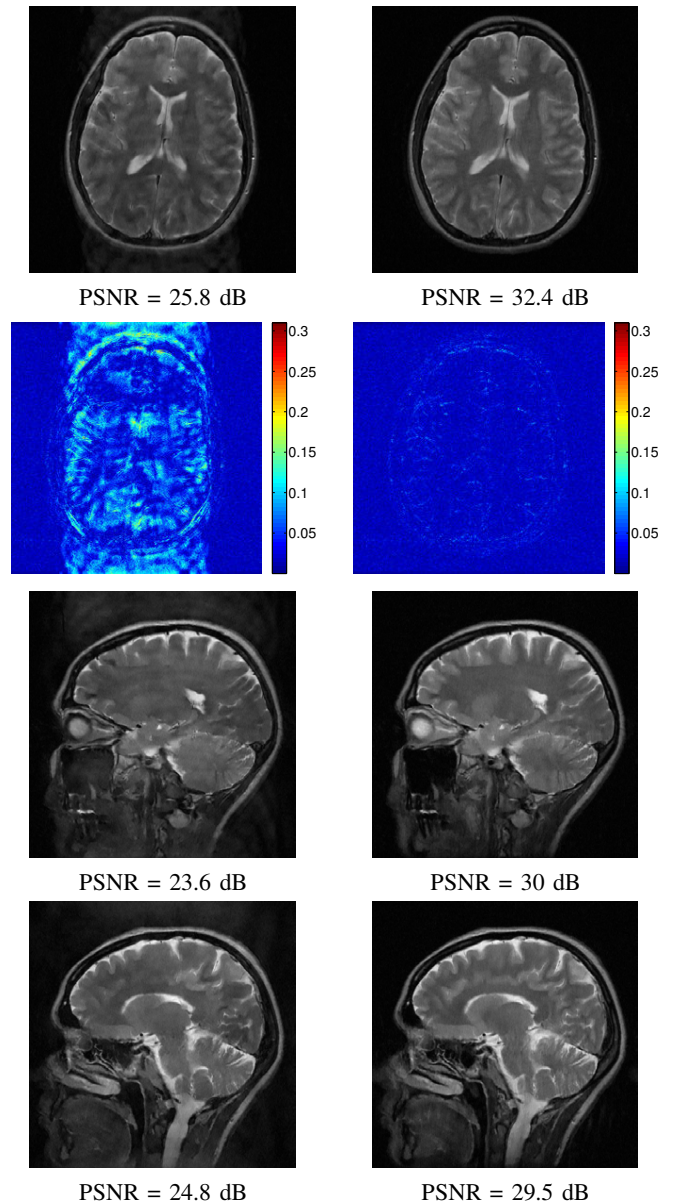 PSNR = 25.8 dB
PSNR = 32.4 dB
0.3
0.25
0.2
0.15
0.1
0.05
0.3
0.25
0.2
0.15
0.1
0.05
PSNR = 23.6 dB
PSNR = 30 dB
PSNR = 24.8 dB
PSNR = 29.5 dB